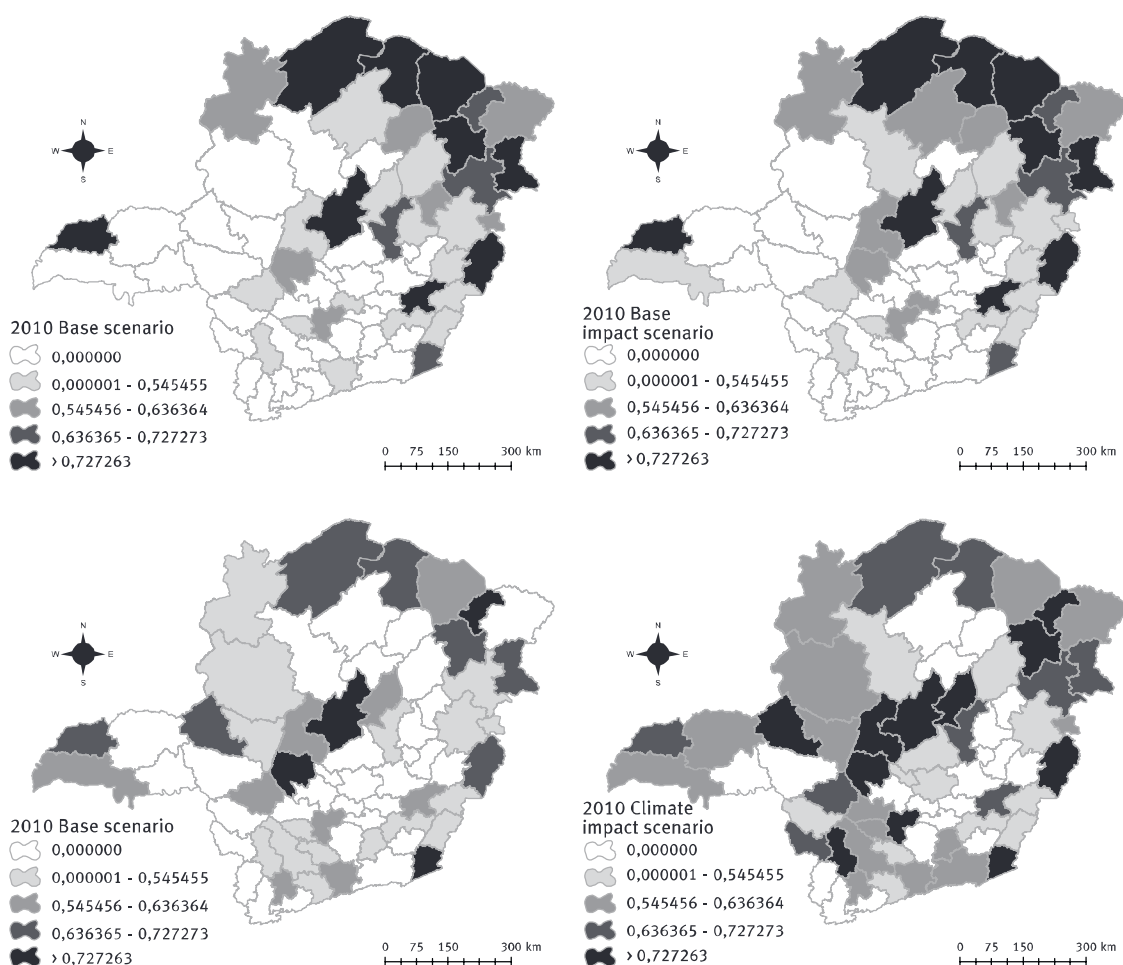 N
W E
S
2010 Base scenario
0,000000
0,000001 - 0,545455
0,545456 - 0,636364
0,636365 - 0,727273
> 0,727263
0 75 150 300 km
N
W E
S
2010 Base
impact scenario
0,000000
0,000001 - 0,545455
0,545456 - 0,636364
0,636365 - 0,727273
> 0,727263
0 75 150 300 km
N
W E
S
2010 Base scenario
0,000000
0,000001 - 0,545455
0,545456 - 0,636364
0,636365 - 0,727273
> 0,727263
0 75 150 300 km
N
W E
S
2010 Climate
impact scenario
0,000000
0,000001 - 0,545455
0,545456 - 0,636364
0,636365 - 0,727273
> 0,727263
0 75 150 300 km